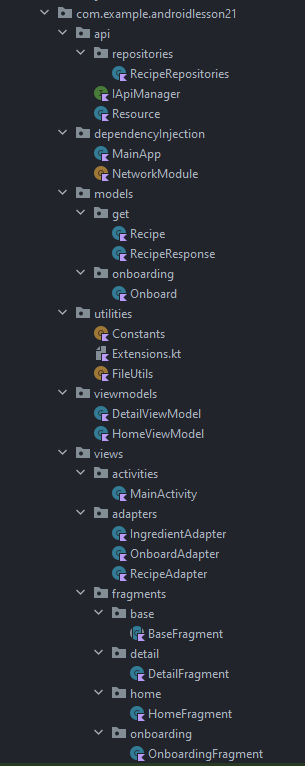 com.example.androidlesson21
api
repositories
RecipeRepositories
IApiManager
Resource
dependencyInjection
MainApp
NetworkModule
models
get
Recipe
RecipeResponse
onboarding
Onboard
utilities
Constants
Extensions.kt
FileUtils
viewmodels
DetailViewModel
HomeViewModel
views
activities
MainActivity
adapters
IngredientAdapter
OnboardAdapter
RecipeAdapter
fragments
base
BaseFragment
detail
DetailFragment
home
HomeFragment
onboarding
OnboardingFragment